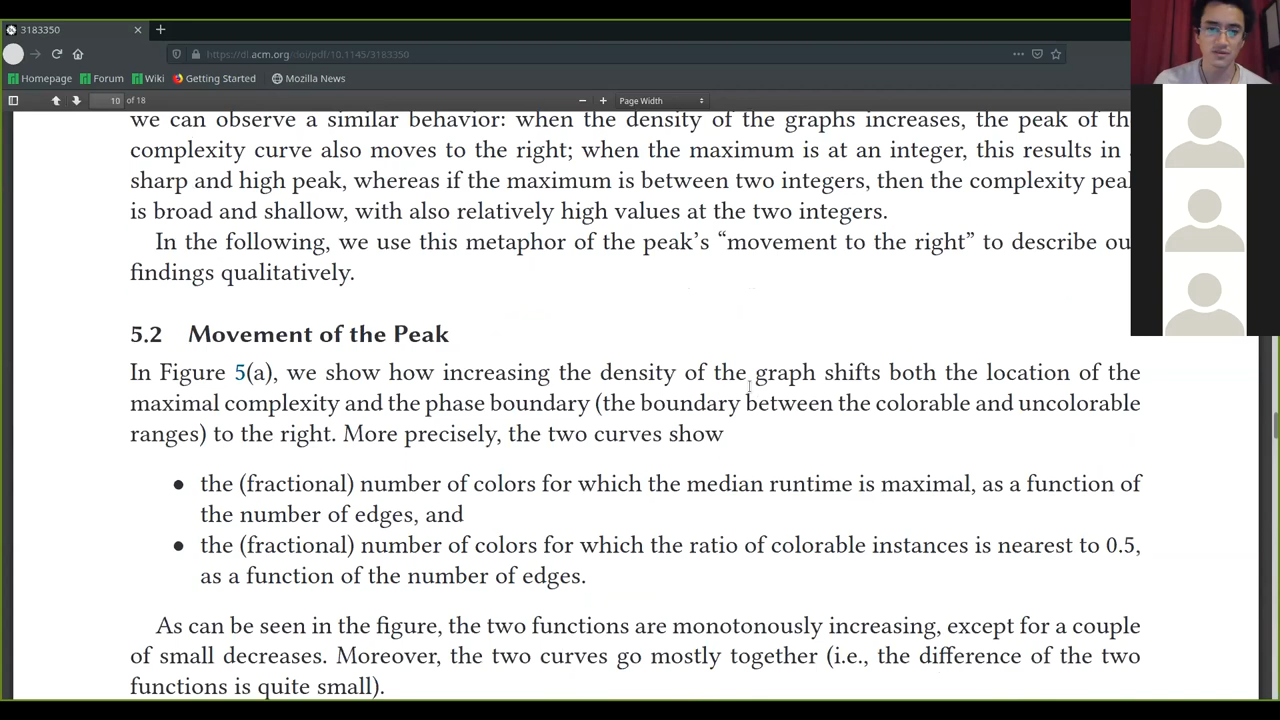 3183350
https://dl.acm.org/doi/pdf/10.1145/3183350
Homepage Forum Wiki Getting Started Mozilla News
10 of 18 Page Width
we can observe a similar behavior: when the density of the graphs increases, the peak of th
complexity curve also moves to the right; when the maximum is at an integer, this results in
sharp and high peak, whereas if the maximum is between two integers, then the complexity pea
is broad and shallow, with also relatively high values at the two integers.
In the following, we use this metaphor of the peak's “movement to the right” to describe ou
findings qualitatively.
5.2 Movement of the Peak
In Figure 5(a), we show how increasing the density of the graph shifts both the location of the
maximal complexity and the phase boundary (the boundary between the colorable and uncolorable
ranges) to the right. More precisely, the two curves show
• the (fractional) number of colors for which the median runtime is maximal, as a function of
the number of edges, and
• the (fractional) number of colors for which the ratio of colorable instances is nearest to 0.5,
as a function of the number of edges.
As can be seen in the figure, the two functions are monotonously increasing, except for a couple
of small decreases. Moreover, the two curves go mostly together (i.e., the difference of the two
functions is quite small).